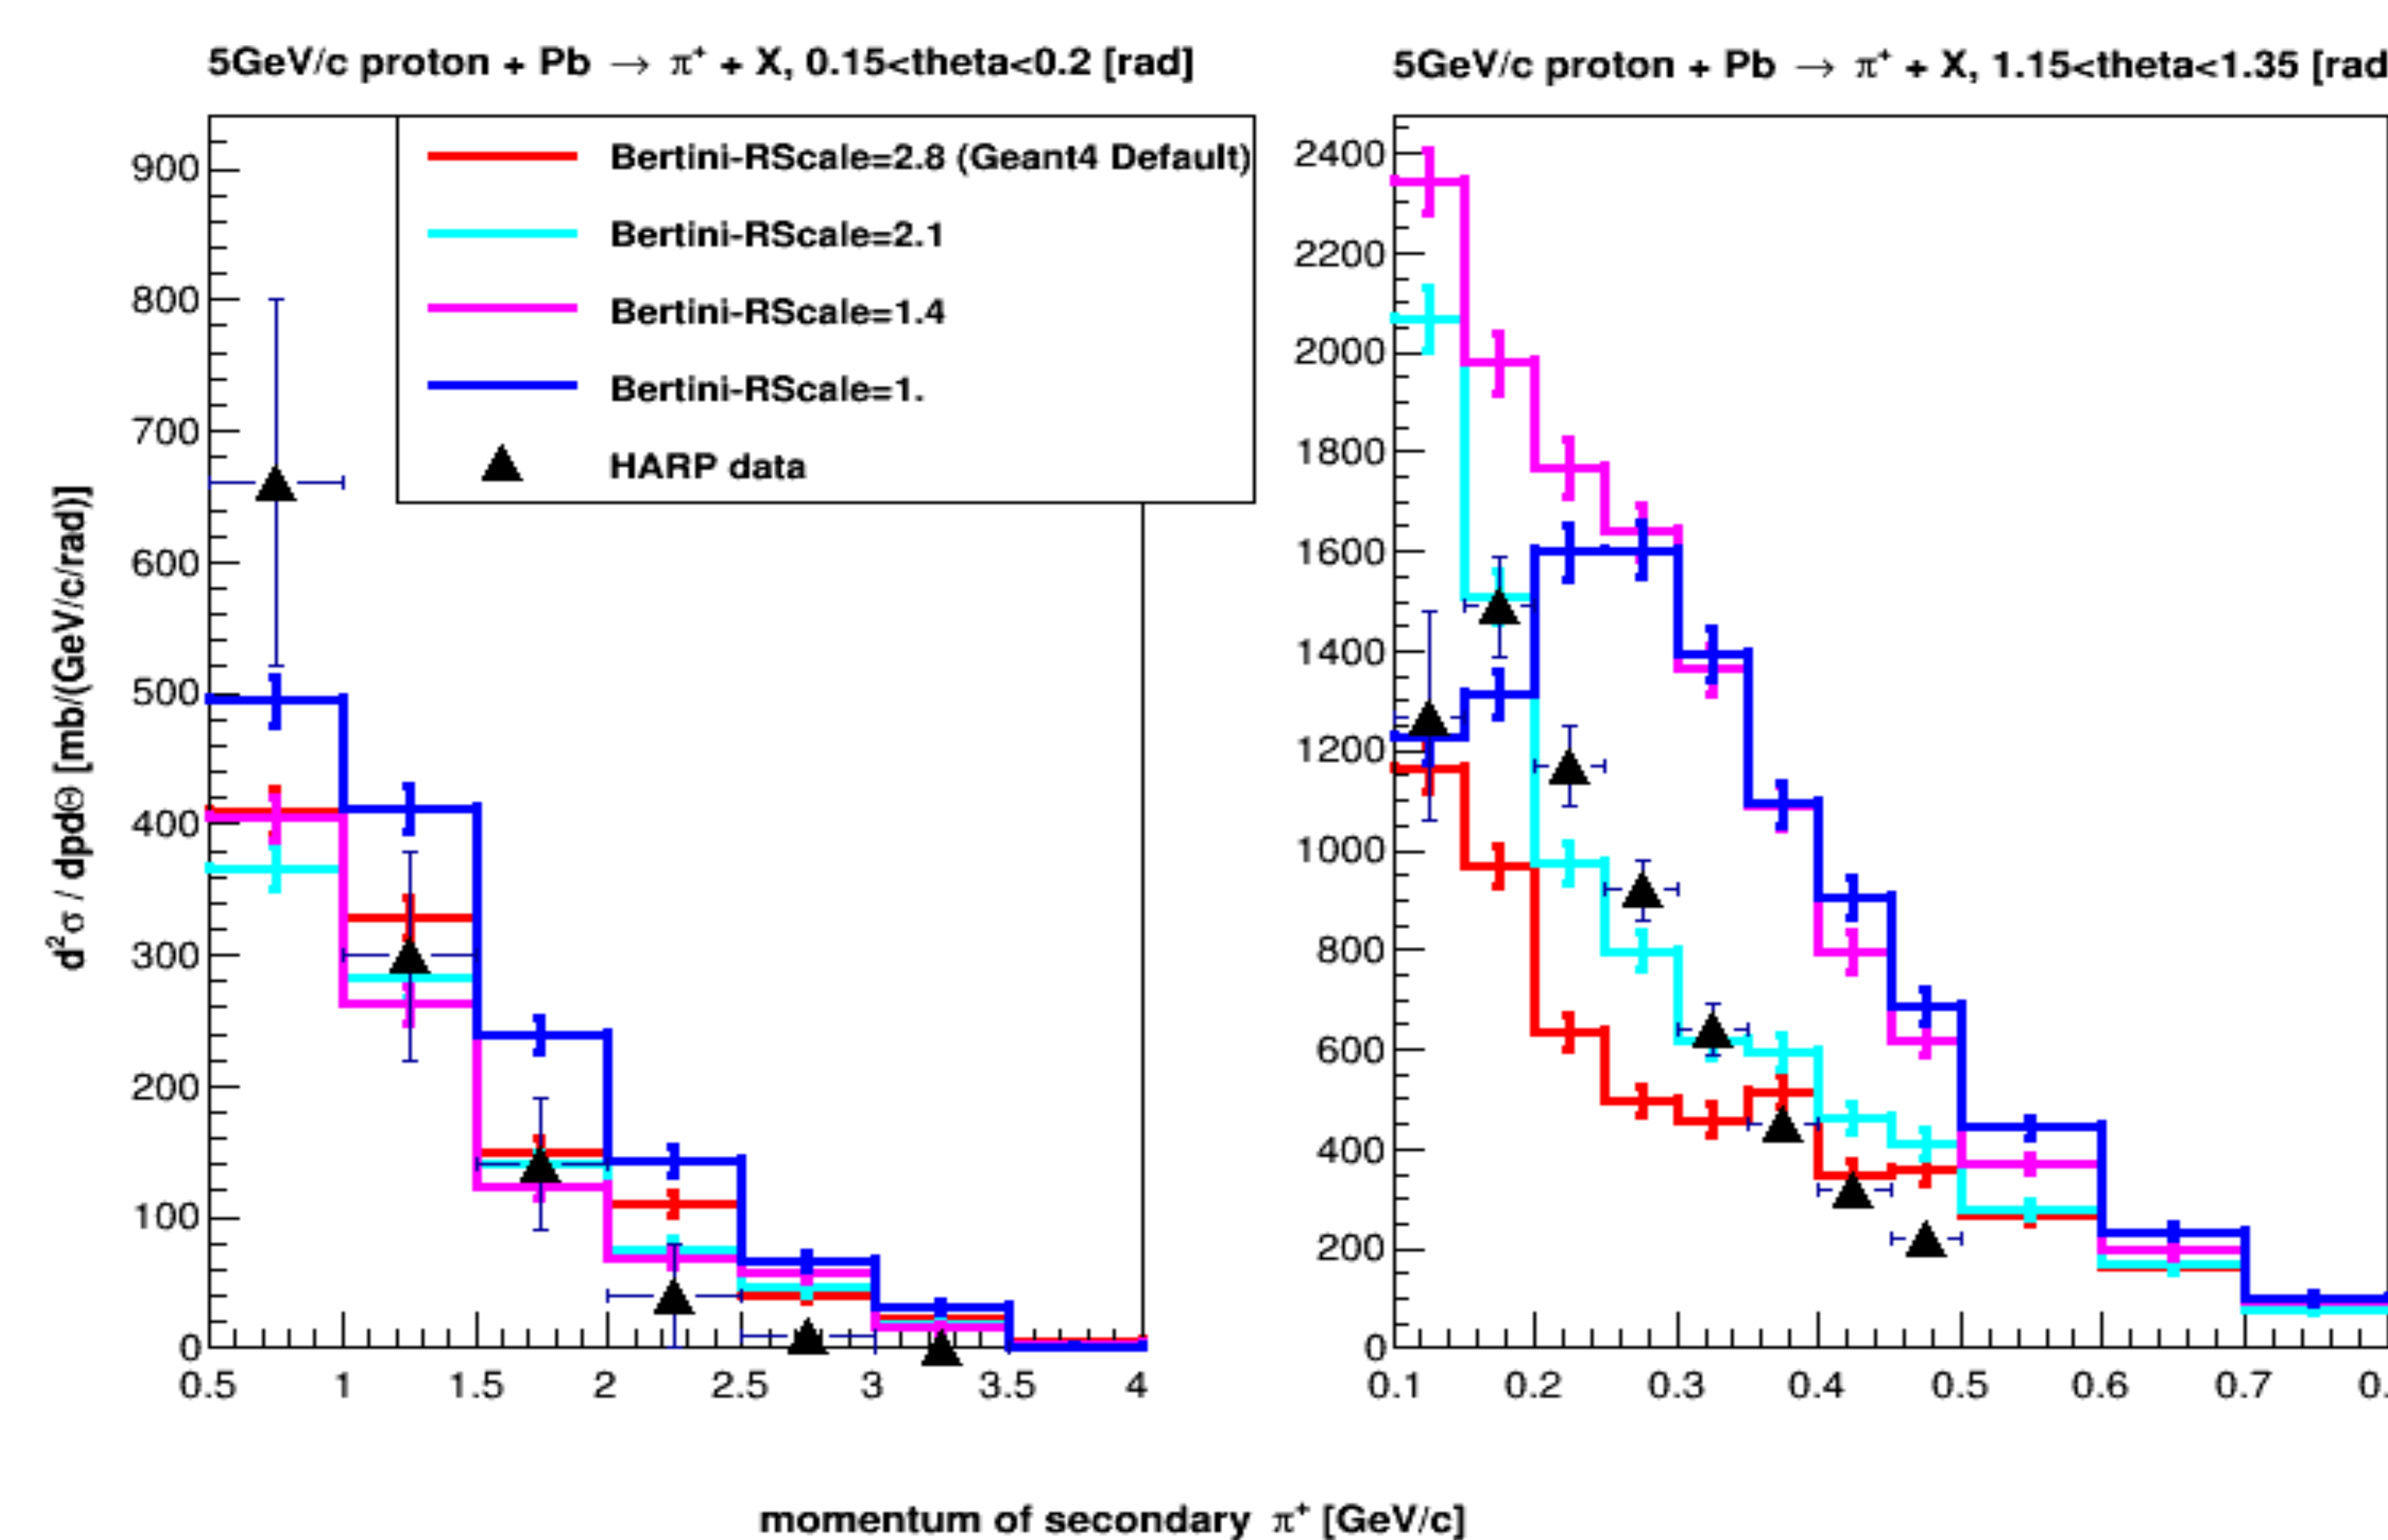 5GeV/c proton + Pb → π⁺ + X, 0.15<theta<0.2 [rad]
5GeV/c proton + Pb → π⁺ + X, 1.15<theta<1.35 [rad
Bertini-RScale=2.8 (Geant4 Default)
Bertini-RScale=2.1
Bertini-RScale=1.4
Bertini-RScale=1.
HARP data
d²σ / dpdΘ [mb/(GeV/c/rad)]
900
800
700
600
500
400
300
200
100
0
0.5 1 1.5 2 2.5 3 3.5 4
2400
2200
2000
1800
1600
1400
1200
1000
800
600
400
200
0
0.1 0.2 0.3 0.4 0.5 0.6 0.7 0.
momentum of secondary π⁺ [GeV/c]